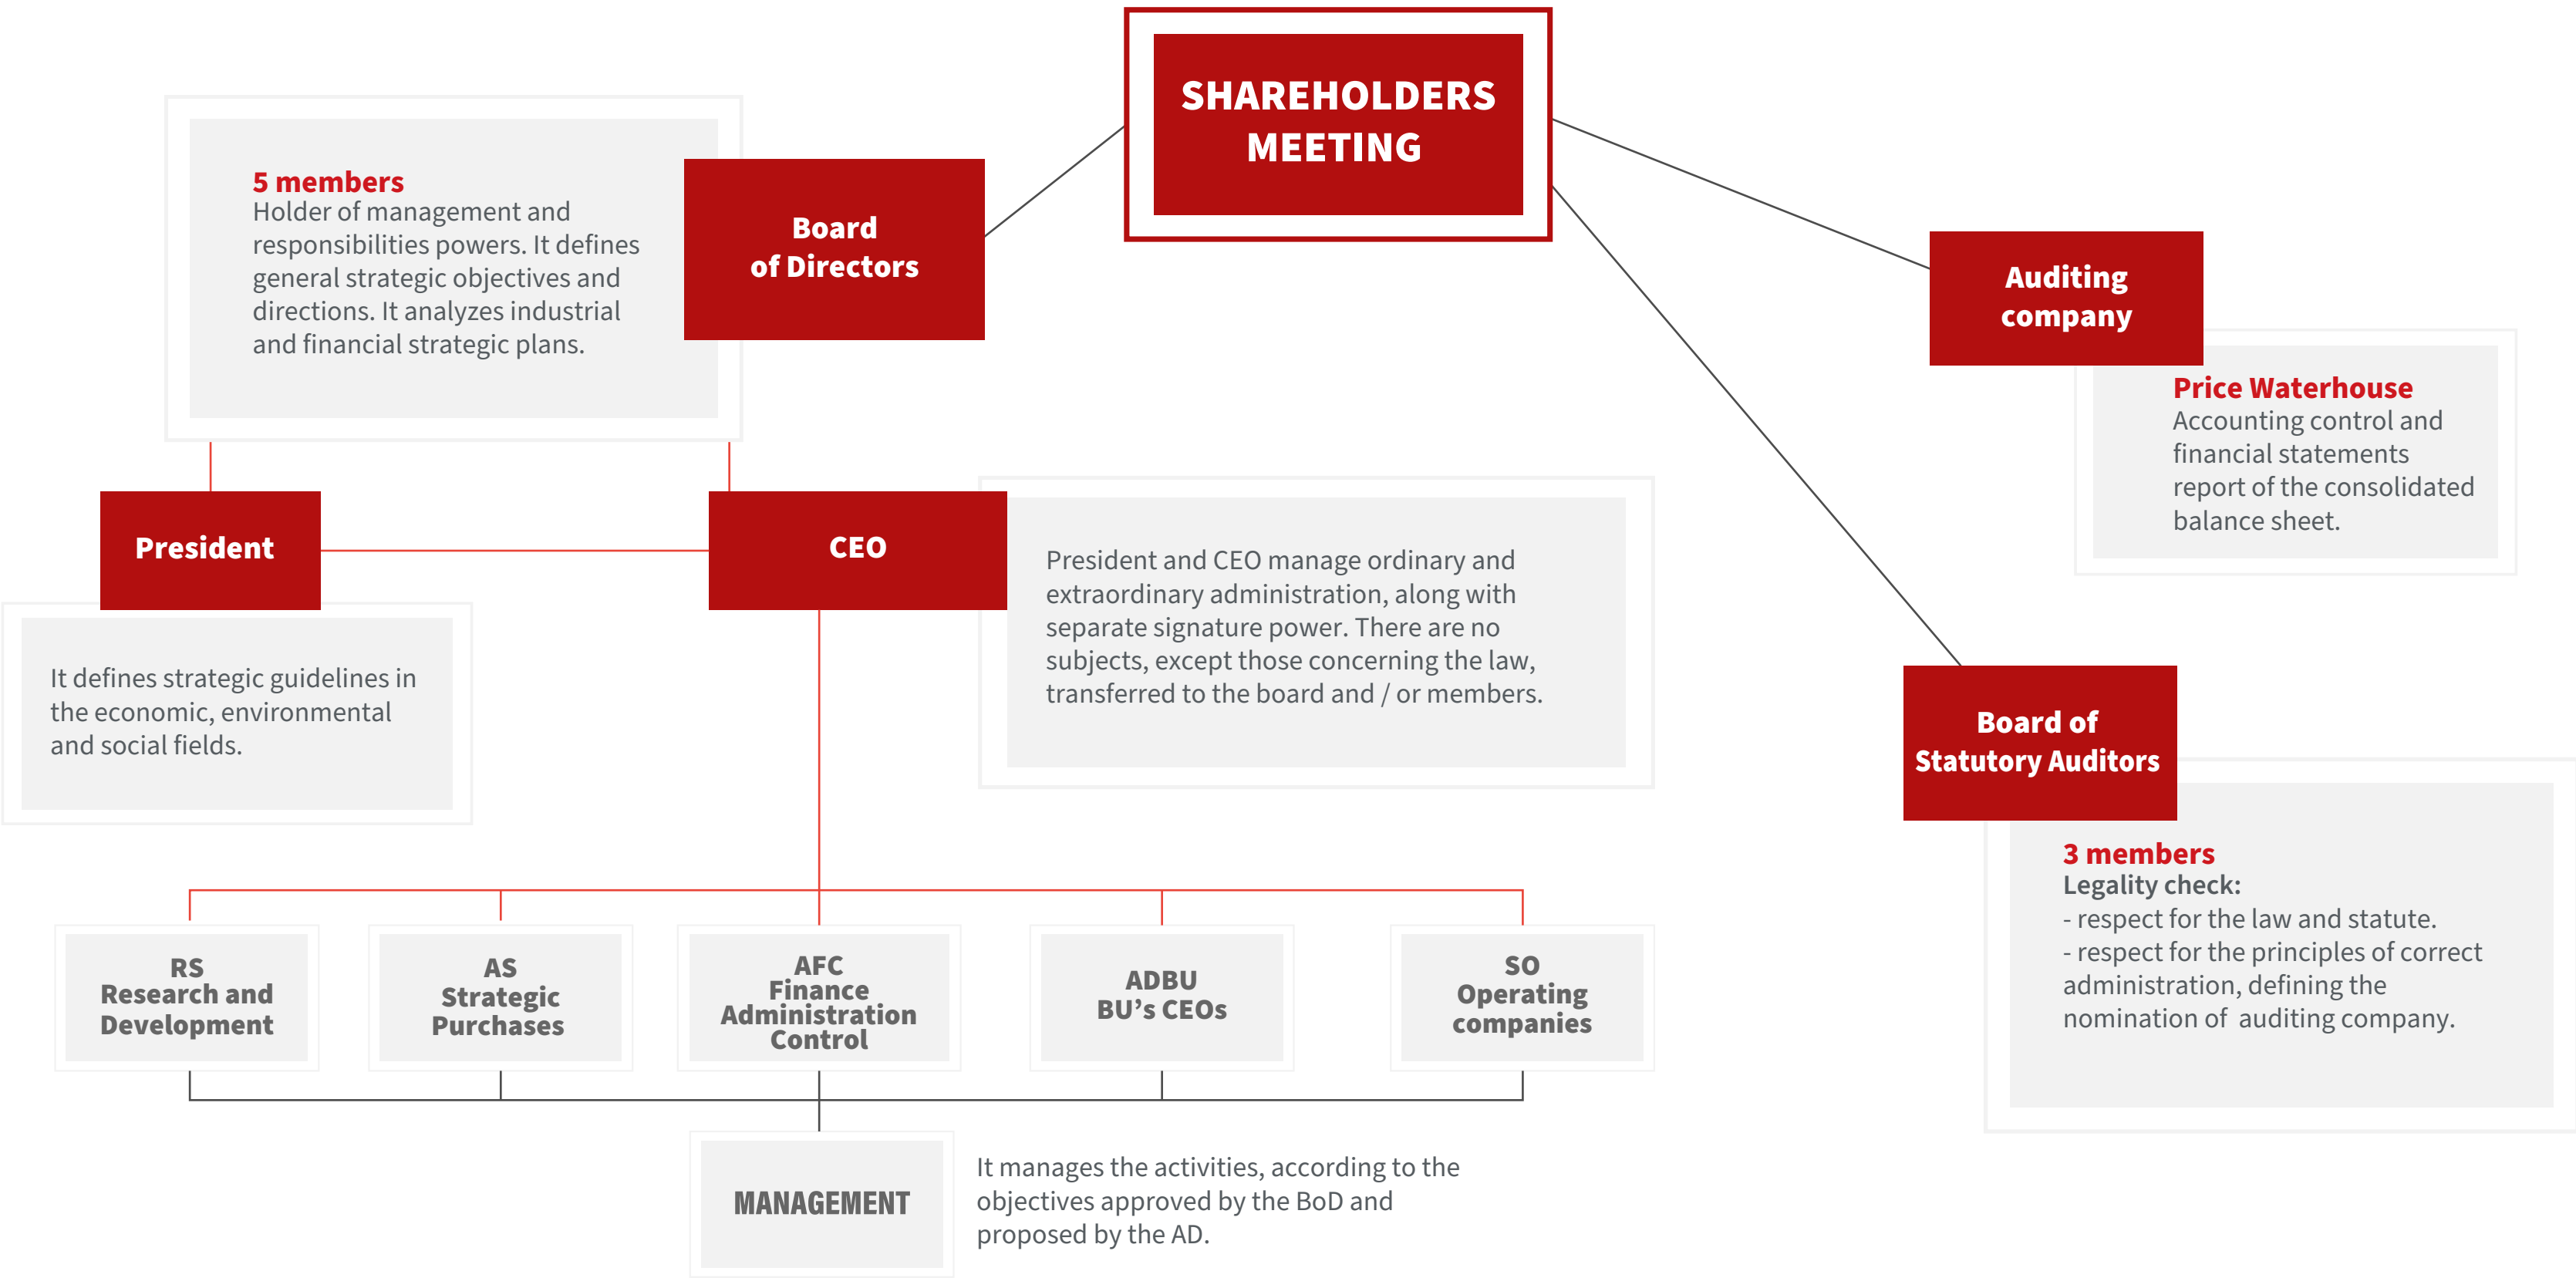 SHAREHOLDERS
MEETING
5 members
Holder of management and
responsibilities powers. It defines
general strategic objectives and
directions. It analyzes industrial
and financial strategic plans.
Board
of Directors
Auditing
company
Price Waterhouse
Accounting control and
financial statements
report of the consolidated
balance sheet.
President
CEO
President and CEO manage ordinary and
extraordinary administration, along with
separate signature power. There are no
subjects, except those concerning the law,
transferred to the board and / or members.
It defines strategic guidelines in
the economic, environmental
and social fields.
Board of
Statutory Auditors
3 members
Legality check:
- respect for the law and statute.
- respect for the principles of correct
administration, defining the
nomination of  auditing company.
RS
Research and
Development
AS
Strategic
Purchases
AFC
Finance
Administration
Control
ADBU
BU’s CEOs
SO
Operating
companies
MANAGEMENT
It manages the activities, according to the
objectives approved by the BoD and
proposed by the AD.